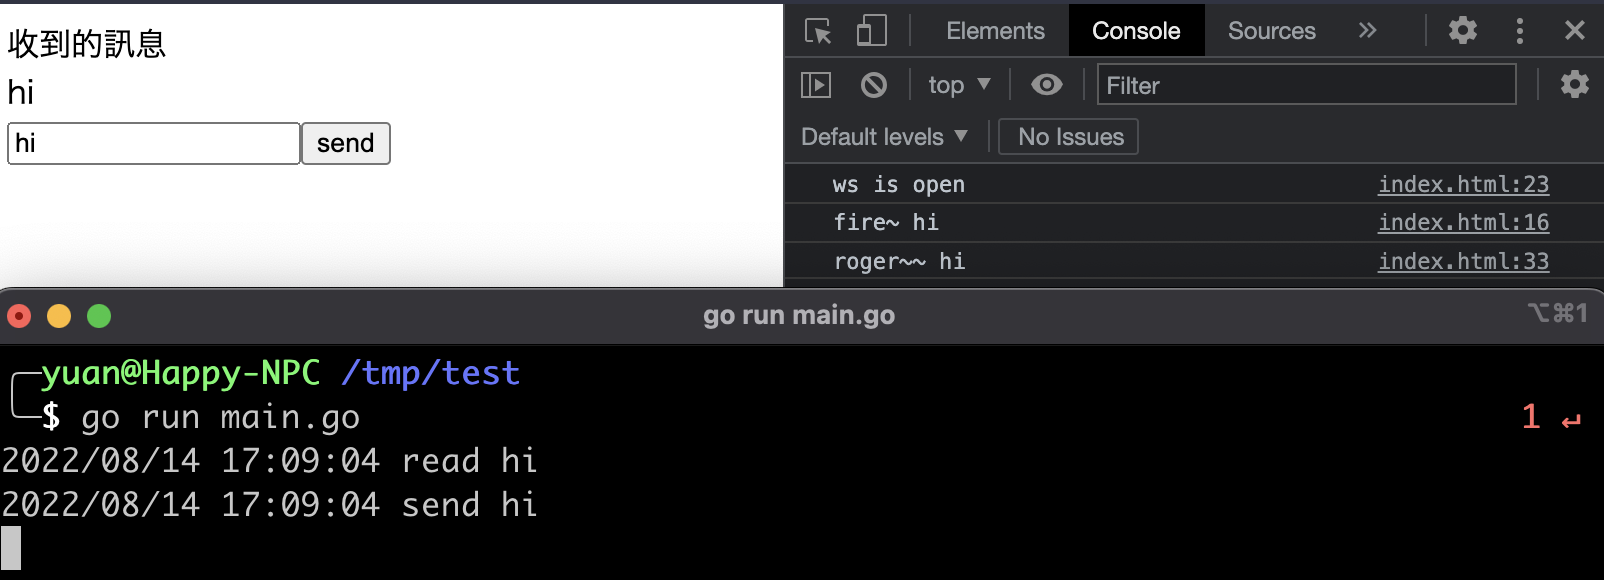 收到的訊息
hi
hi send
Elements Console Sources »
top ▼ Filter
Default levels ▼ No Issues
ws is open index.html:23
fire~ hi index.html:16
roger~~ hi index.html:33
go run main.go ⌥⌘1
yuan@Happy-NPC /tmp/test
$ go run main.go 1 ↵
2022/08/14 17:09:04 read hi
2022/08/14 17:09:04 send hi